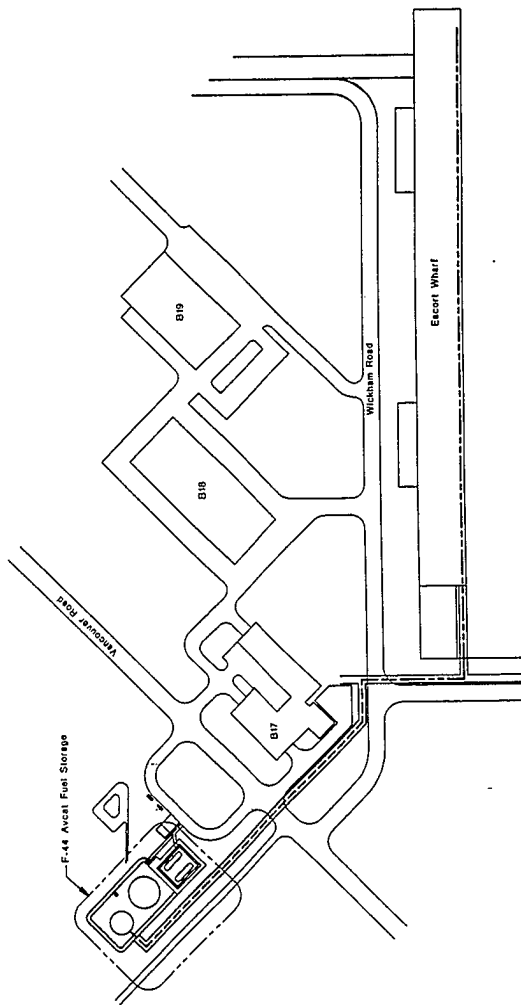 B19
Escort Wharf
Wickham Road
B18
Vancouver Road
B17
F-44 Avcat Fuel Storage